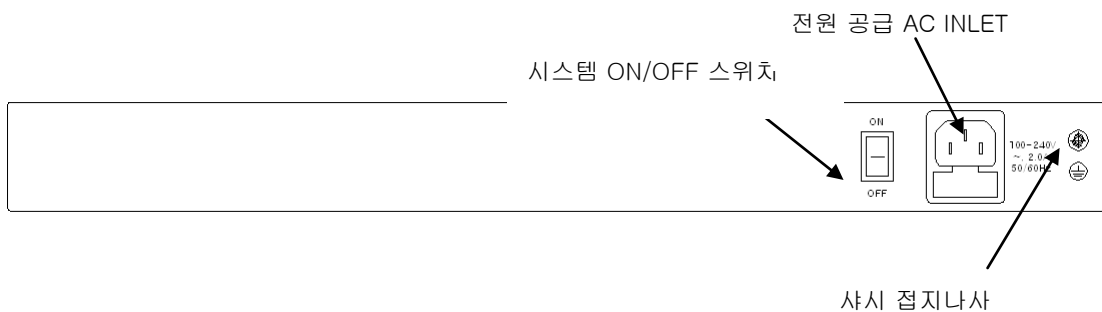 전원 공급 AC INLET
시스템 ON/OFF 스위치
ON
OFF
100-240V
~. 2.0A
50/60HZ
샤시 접지나사